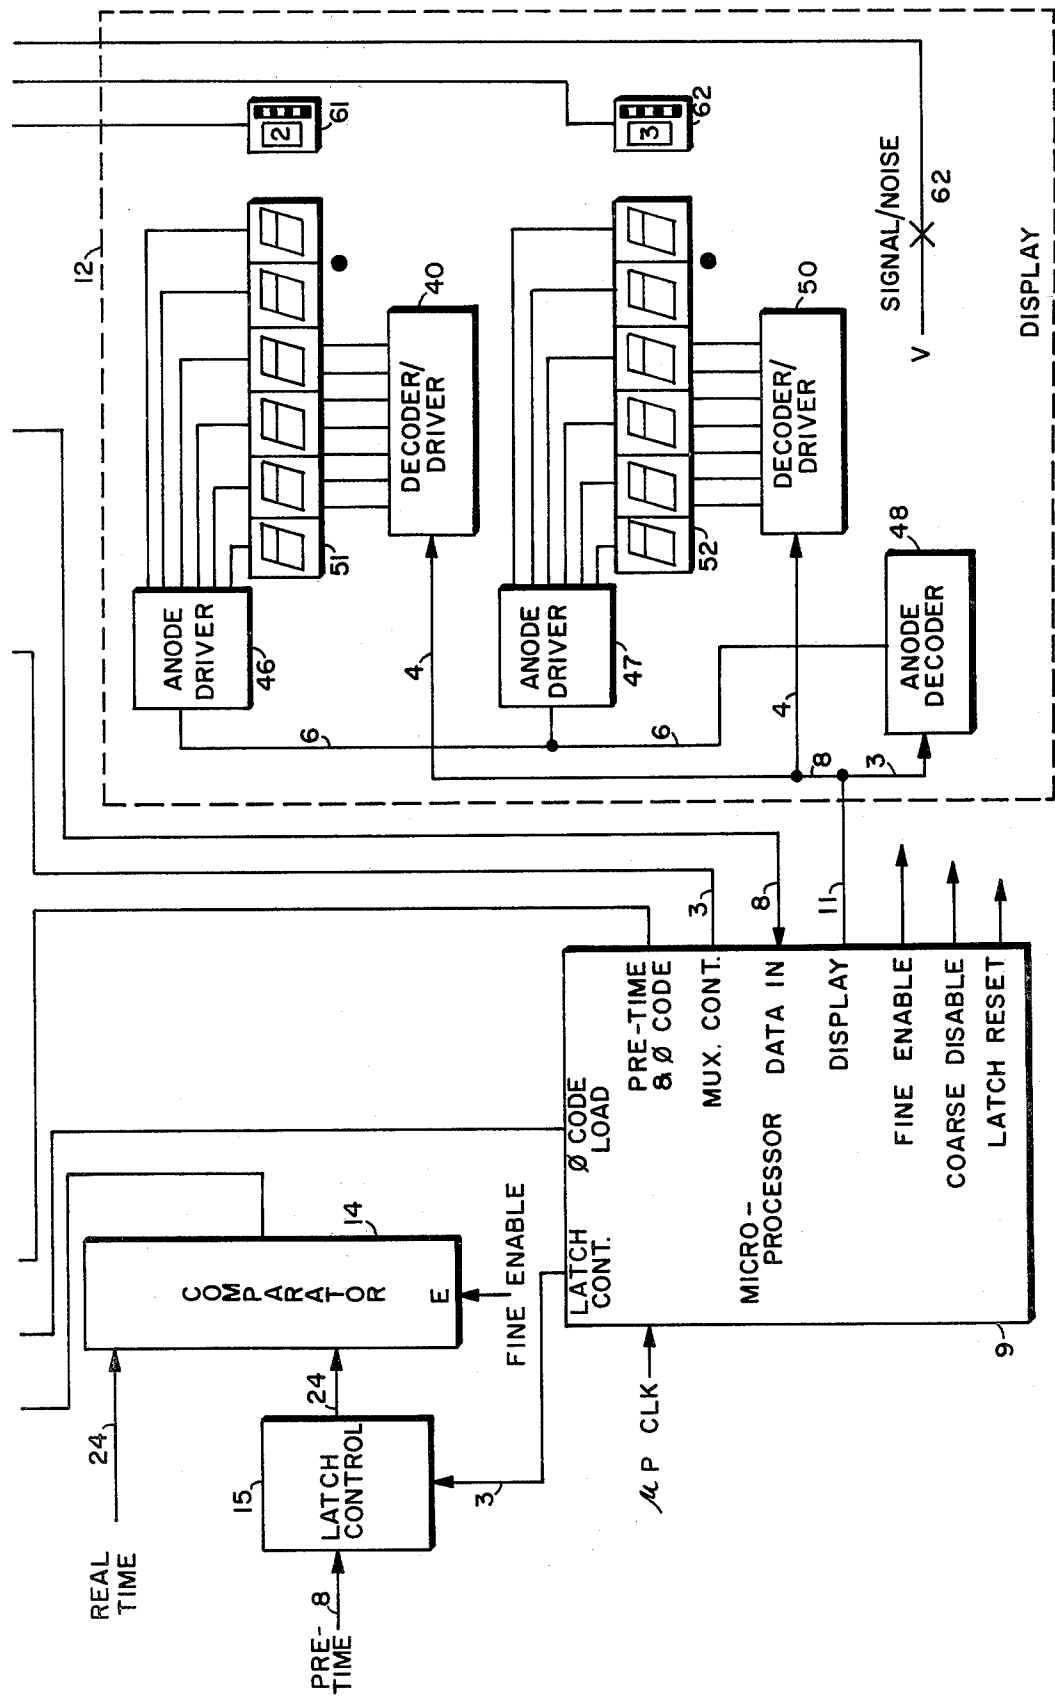 REAL
TIME
24
COMPARATOR
E
14
PRE-
TIME
8
15
LATCH
CONTROL
24
3
FINE ENABLE
µP CLK
9
LATCH
CONT.
Ø CODE
LOAD
MICRO-
PROCESSOR
PRE-TIME
& Ø CODE
MUX. CONT.
DATA IN
DISPLAY
FINE ENABLE
COARSE DISABLE
LATCH RESET
3
8
11
12
ANODE
DRIVER
46
6
51
2
61
4
DECODER/
DRIVER
40
ANODE
DRIVER
47
6
52
3
62
4
DECODER/
DRIVER
50
8
3
ANODE
DECODER
48
V
SIGNAL/NOISE
62
DISPLAY